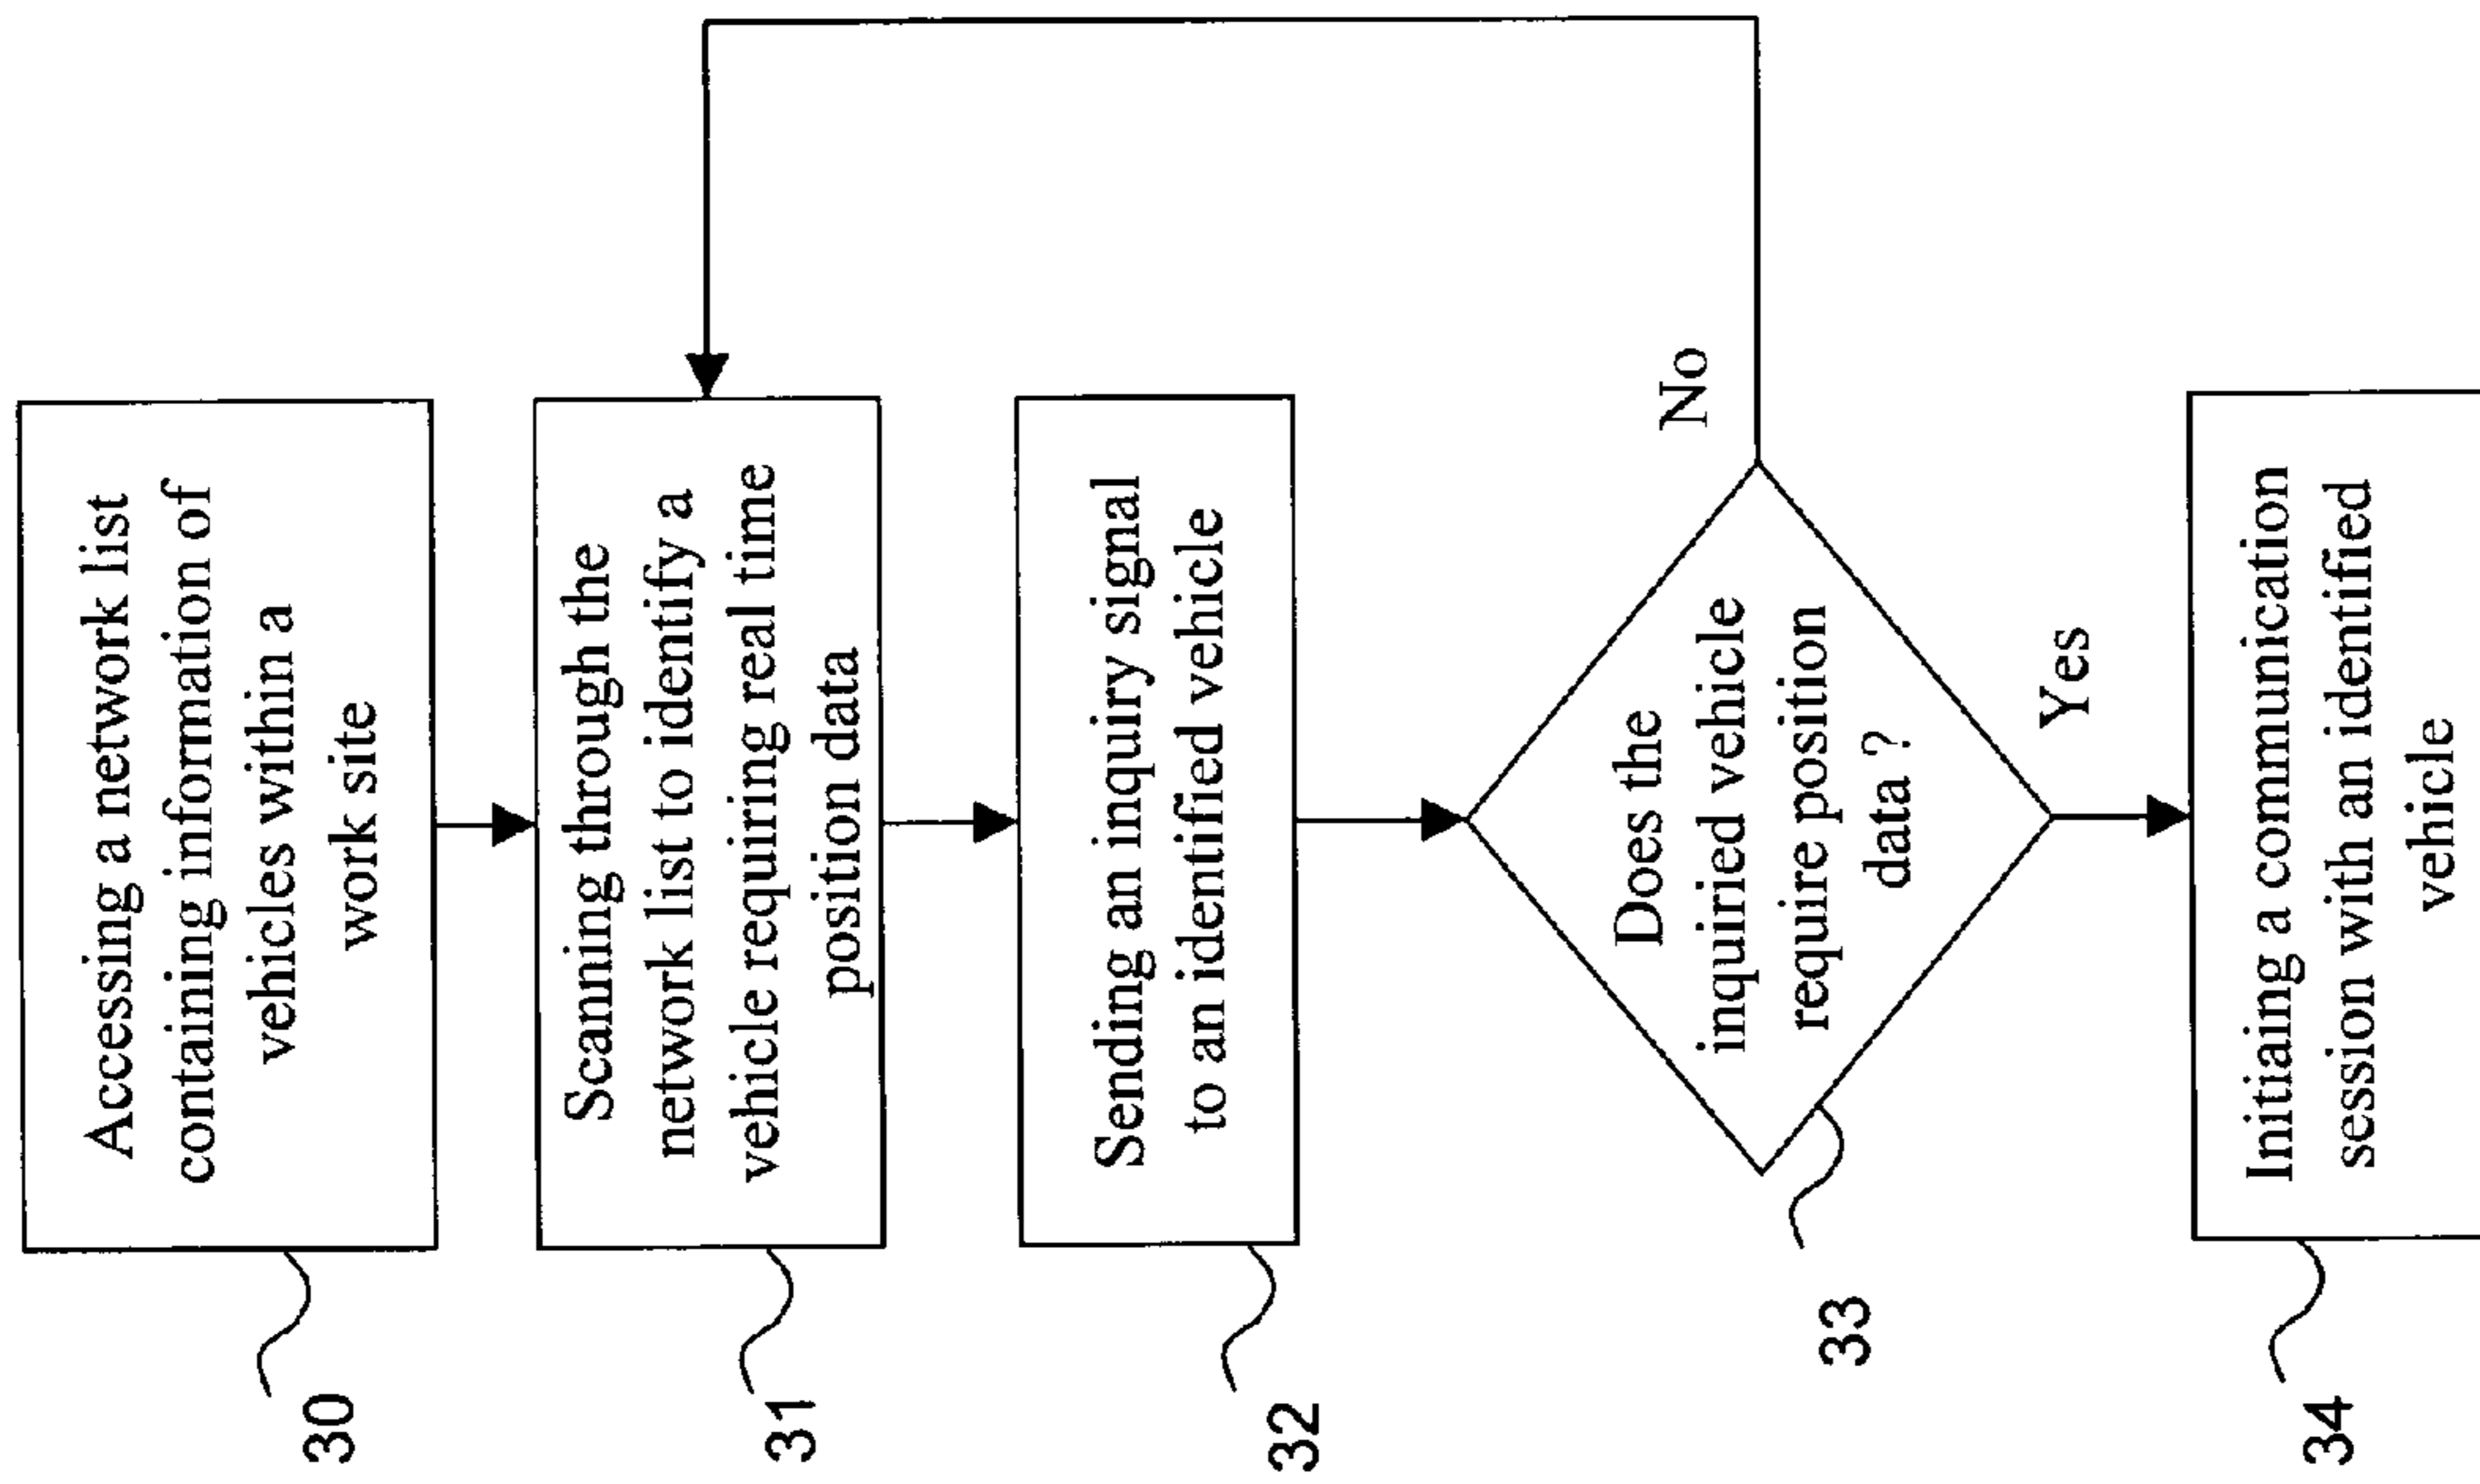 Accessing a network list
containing information of
vehicles within a
work site
30
Scanning through the
network list to identify a
vehicle requiring real time
position data
31
Sending an inquiry signal
to an identified vehicle
32
Does the
inquiried vehicle
require position
data ?
33
No
Yes
Initiaing a communication
session with an identified
vehicle
34